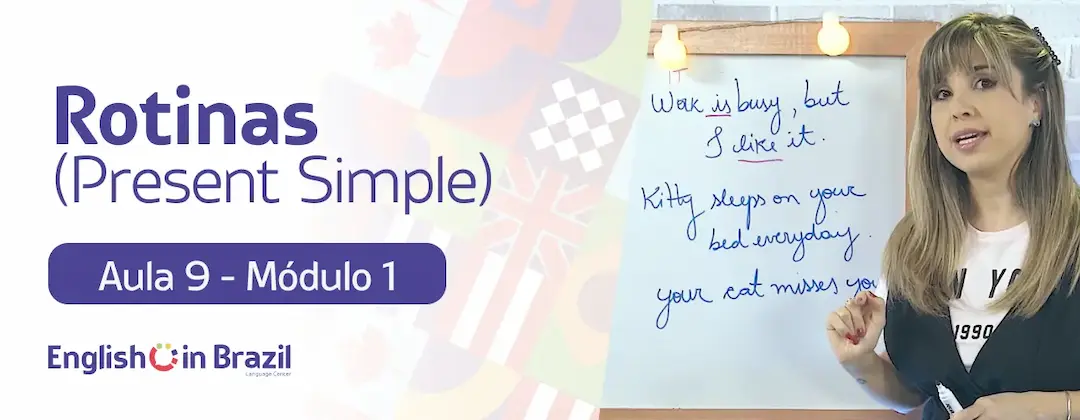 Rotinas
(Present Simple)
Aula 9 - Módulo 1
English in Brazil
Language Center
IT
Work is busy, but
I like it.
Kitty sleeps on your
bed everyday.
your cat misses you
N YO
1990